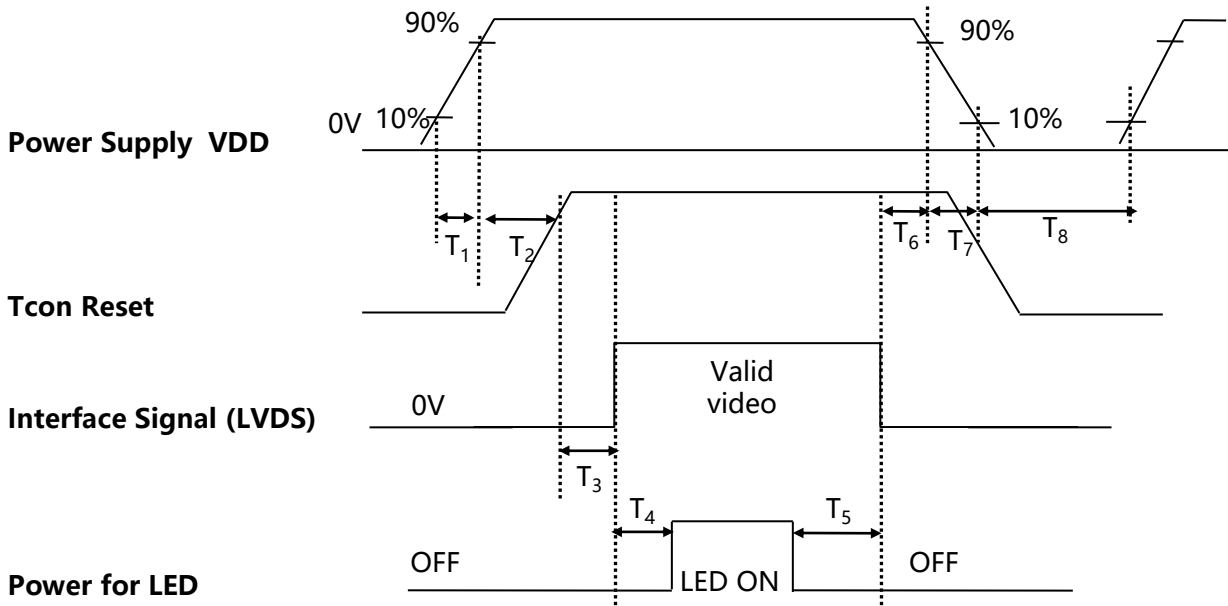 90%
90%
0V 10%
10%
Power Supply VDD
T1
T2
T6
T7
T8
Tcon Reset
Valid
video
0V
Interface Signal (LVDS)
T3
T4
T5
OFF
OFF
LED ON
Power for LED